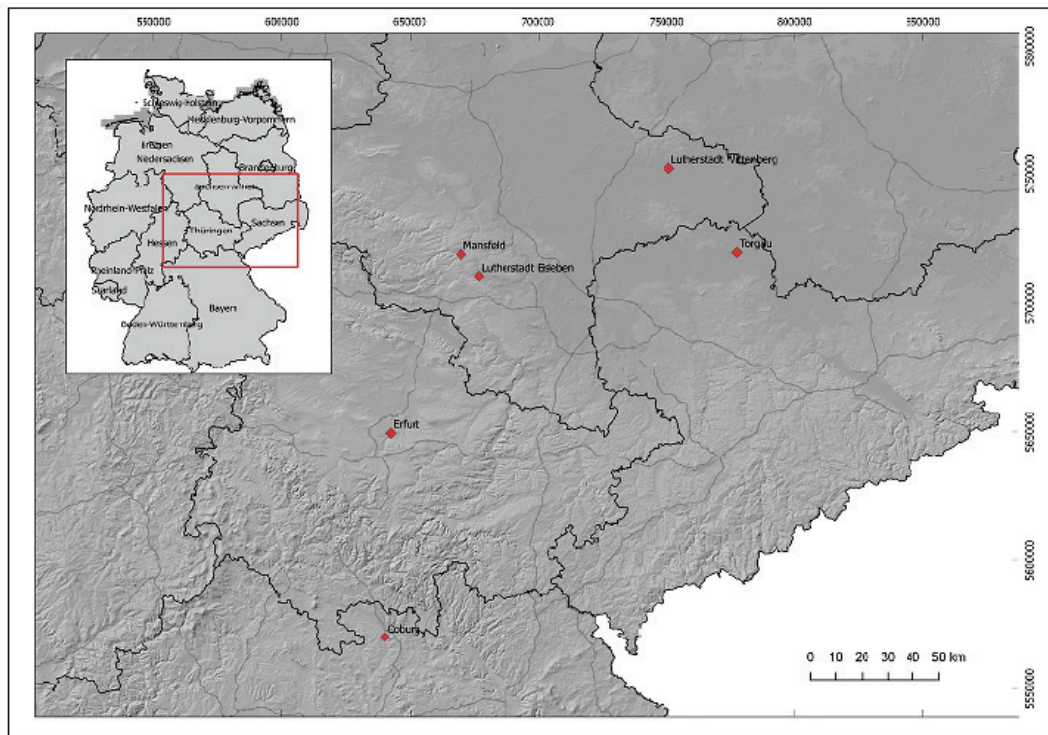 550000 600000 650000 700000 750000 800000 850000
5800000
5750000
5700000
5650000
5600000
5550000
Schleswig-Holstein
Mecklenburg-Vorpommern
Bremen
Niedersachsen
Brandenburg
Nordrhein-Westfalen
Sachsen
Thüringen
Hessen
Rheinland-Pfalz
Saarland
Bayern
Baden-Württemberg
Lutherstadt Wittenberg
Mansfeld
Torgau
Lutherstadt Eisleben
Erfurt
Coburg
0 10 20 30 40 50 km